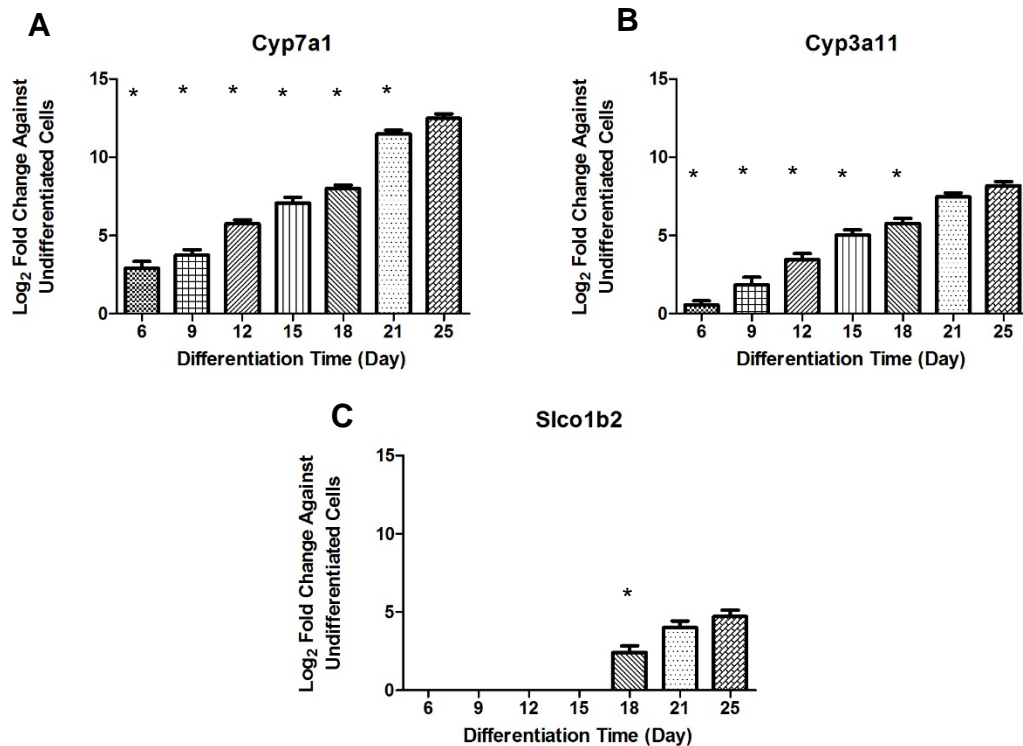 A
Cyp7a1
Log₂ Fold Change Against
Undifferentiated Cells
15
10
5
0
* * * * * *
6 9 12 15 18 21 25
Differentiation Time (Day)
B
Cyp3a11
Log₂ Fold Change Against
Undifferentiated Cells
15
10
5
0
* * * * *
6 9 12 15 18 21 25
Differentiation Time (Day)
C
Slco1b2
Log₂ Fold Change Against
Undifferentiated Cells
15
10
5
0
*
6 9 12 15 18 21 25
Differentiation Time (Day)